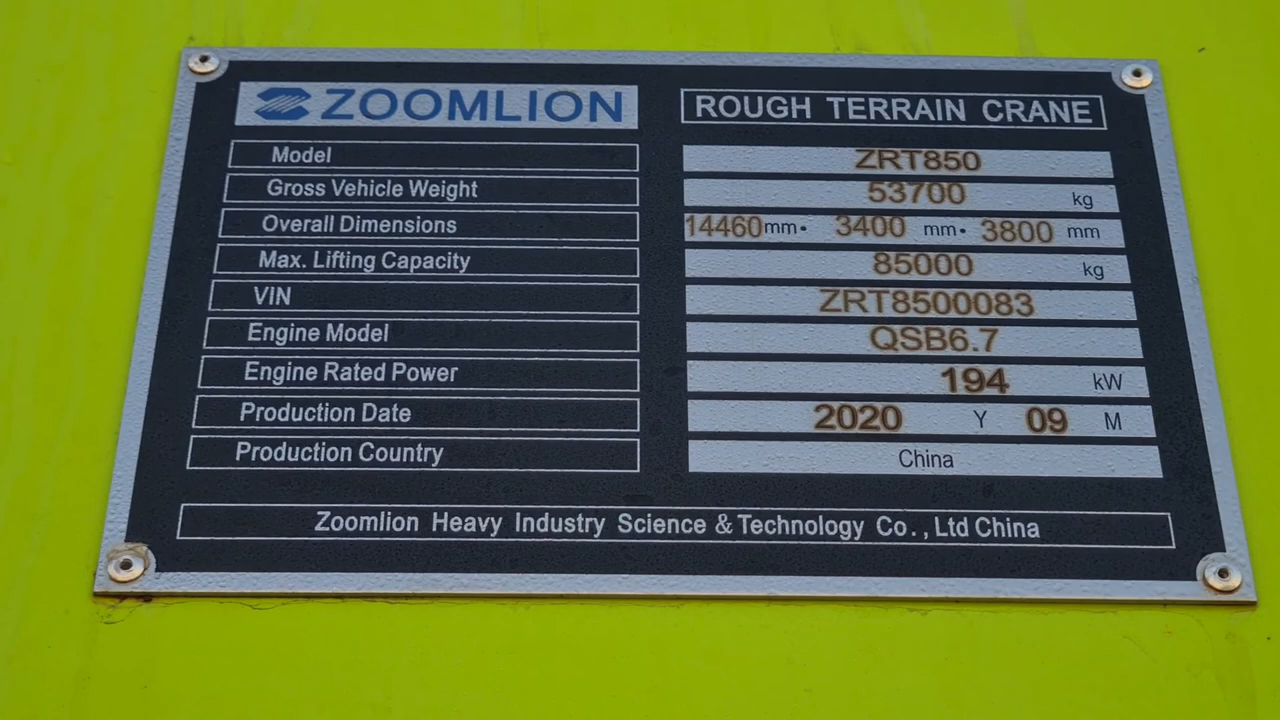 ZOOMLION ROUGH TERRAIN CRANE
Model ZRT850
Gross Vehicle Weight 53700 kg
Overall Dimensions 14460mm• 3400 mm• 3800 mm
Max. Lifting Capacity 85000 kg
VIN ZRT8500083
Engine Model QSB6.7
Engine Rated Power 194 kW
Production Date 2020 Y 09 M
Production Country China
Zoomlion Heavy Industry Science & Technology Co., Ltd China